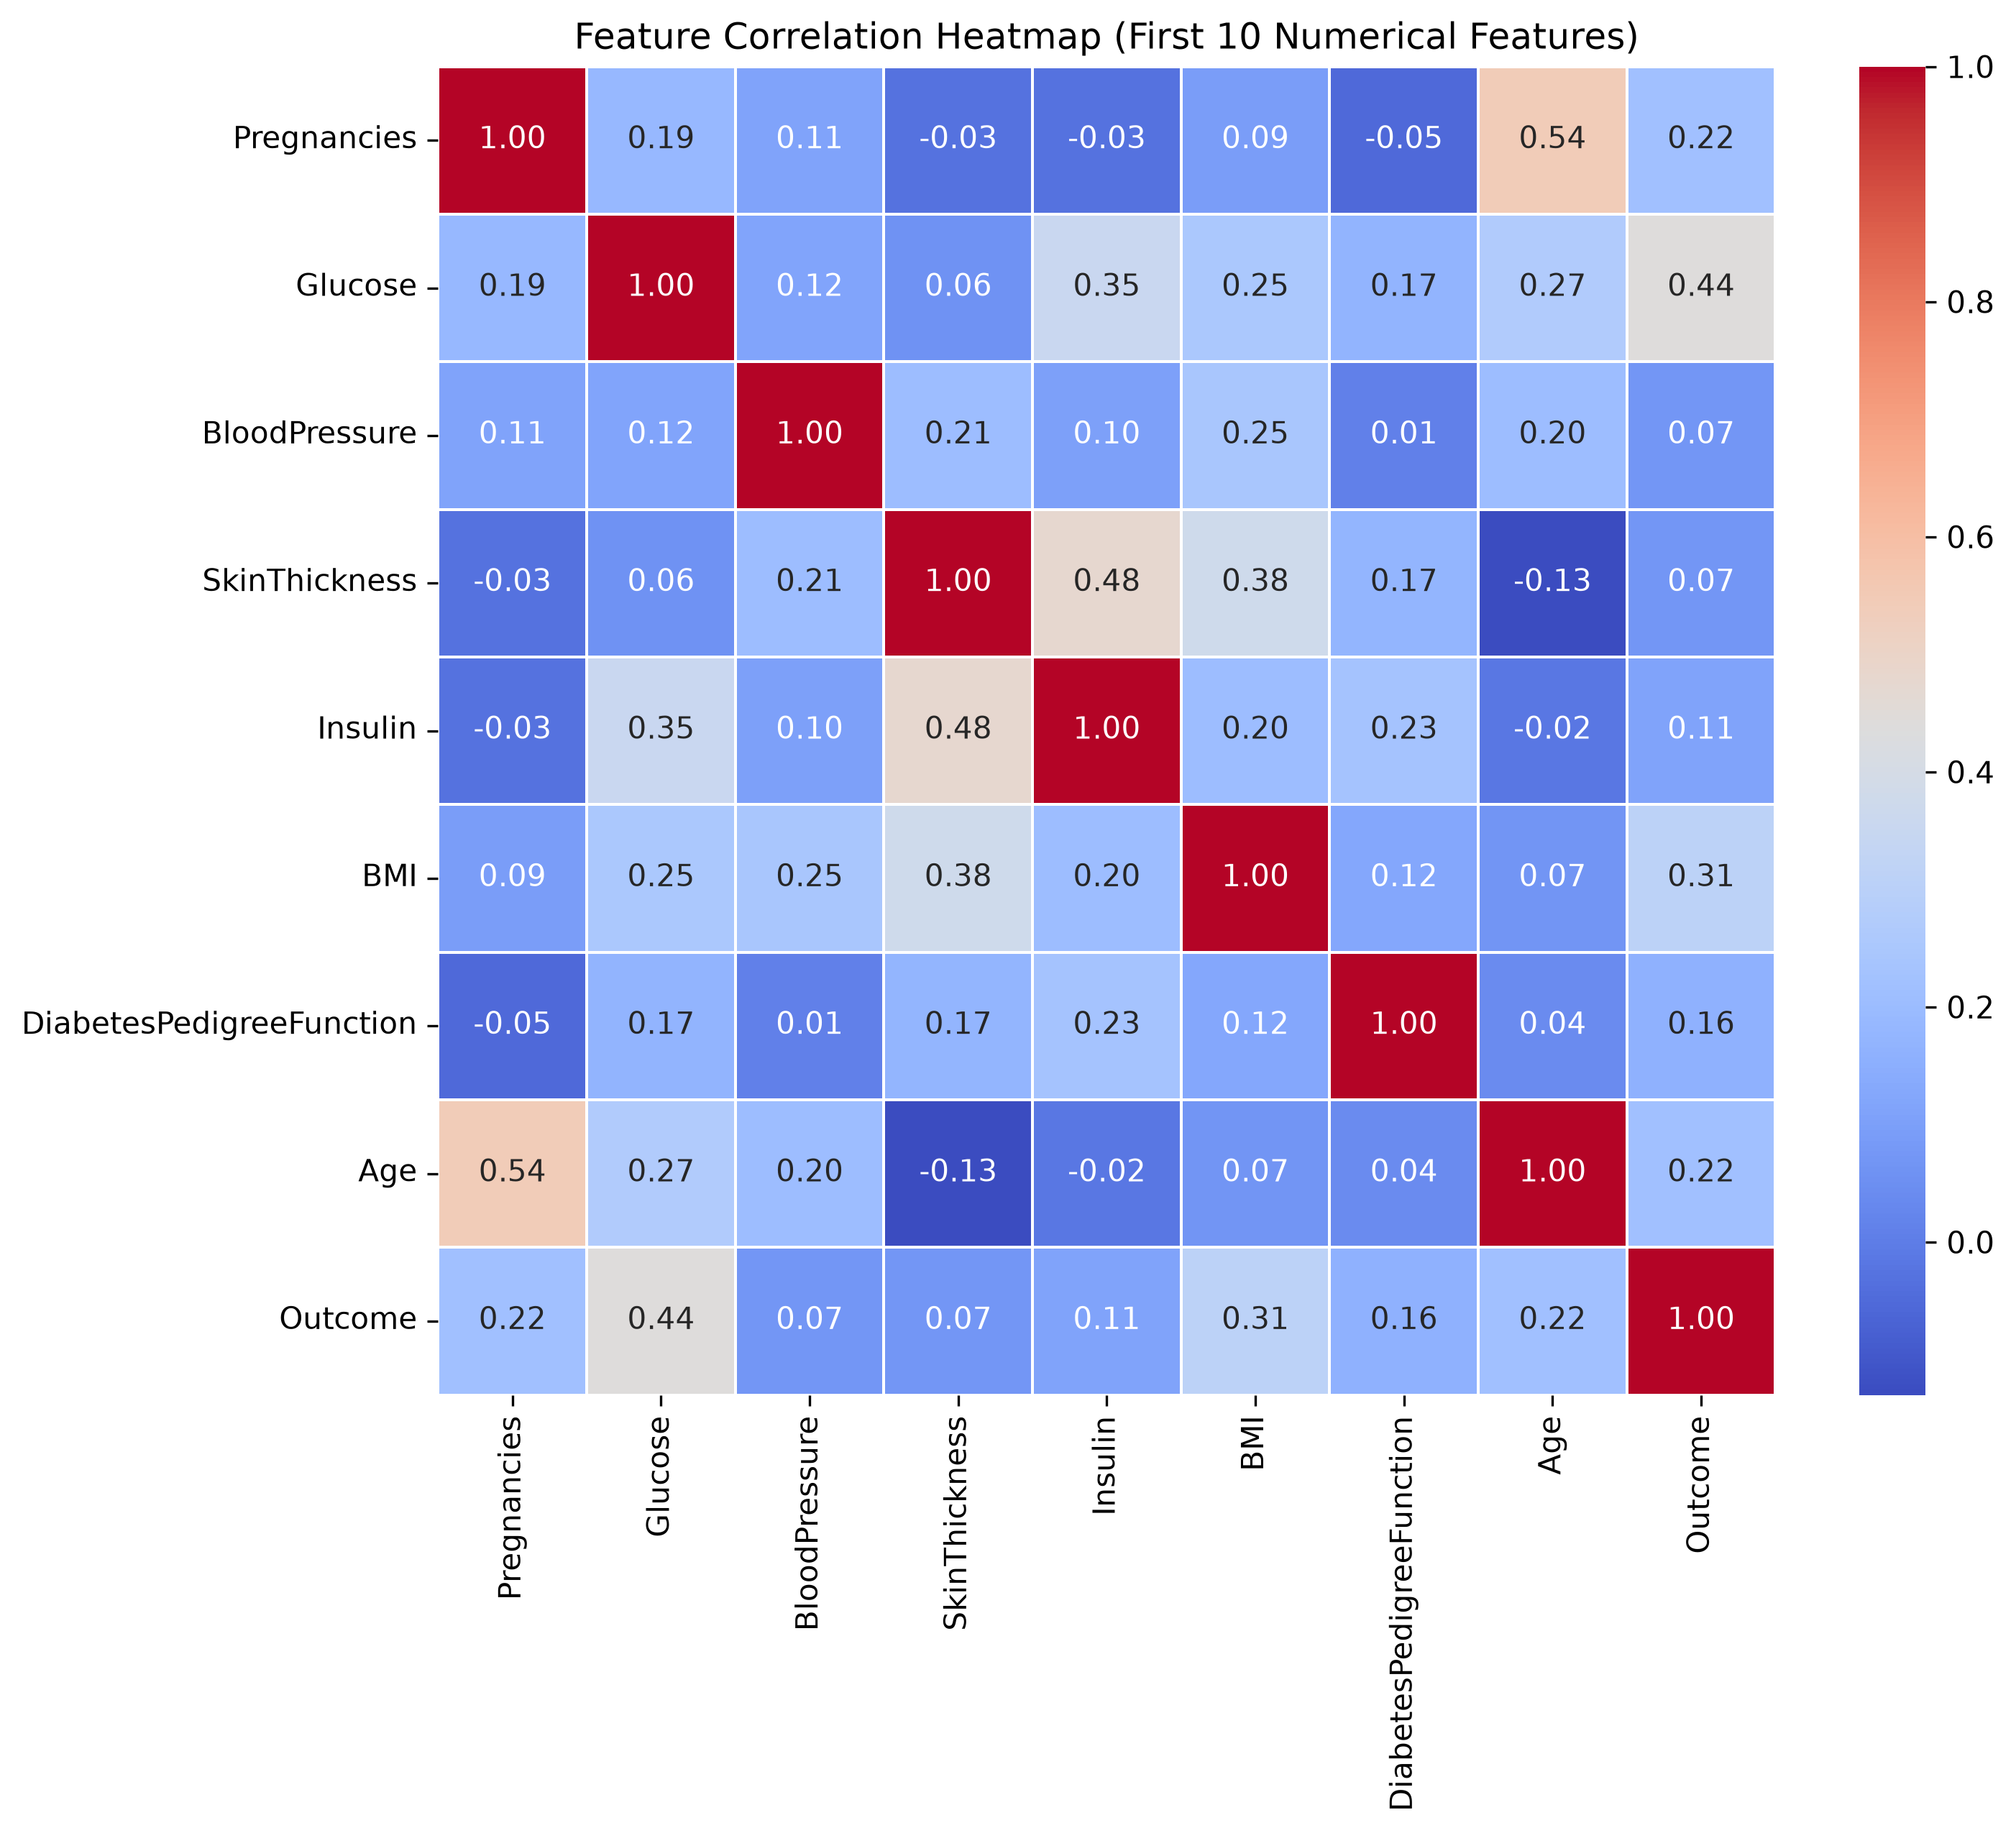 Feature Correlation Heatmap (First 10 Numerical Features)
Pregnancies 1.00 0.19 0.11 -0.03 -0.03 0.09 -0.05 0.54 0.22
Glucose 0.19 1.00 0.12 0.06 0.35 0.25 0.17 0.27 0.44
BloodPressure 0.11 0.12 1.00 0.21 0.10 0.25 0.01 0.20 0.07
SkinThickness -0.03 0.06 0.21 1.00 0.48 0.38 0.17 -0.13 0.07
Insulin -0.03 0.35 0.10 0.48 1.00 0.20 0.23 -0.02 0.11
BMI 0.09 0.25 0.25 0.38 0.20 1.00 0.12 0.07 0.31
DiabetesPedigreeFunction -0.05 0.17 0.01 0.17 0.23 0.12 1.00 0.04 0.16
Age 0.54 0.27 0.20 -0.13 -0.02 0.07 0.04 1.00 0.22
Outcome 0.22 0.44 0.07 0.07 0.11 0.31 0.16 0.22 1.00
Pregnancies
Glucose
BloodPressure
SkinThickness
Insulin
BMI
DiabetesPedigreeFunction
Age
Outcome
1.0
0.8
0.6
0.4
0.2
0.0